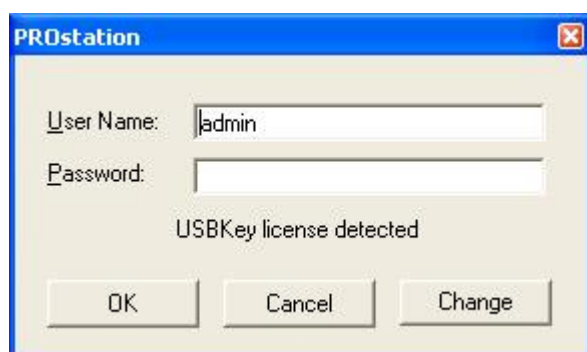 PROstation
User Name: admin
Password:
USBKey license detected
OK Cancel Change